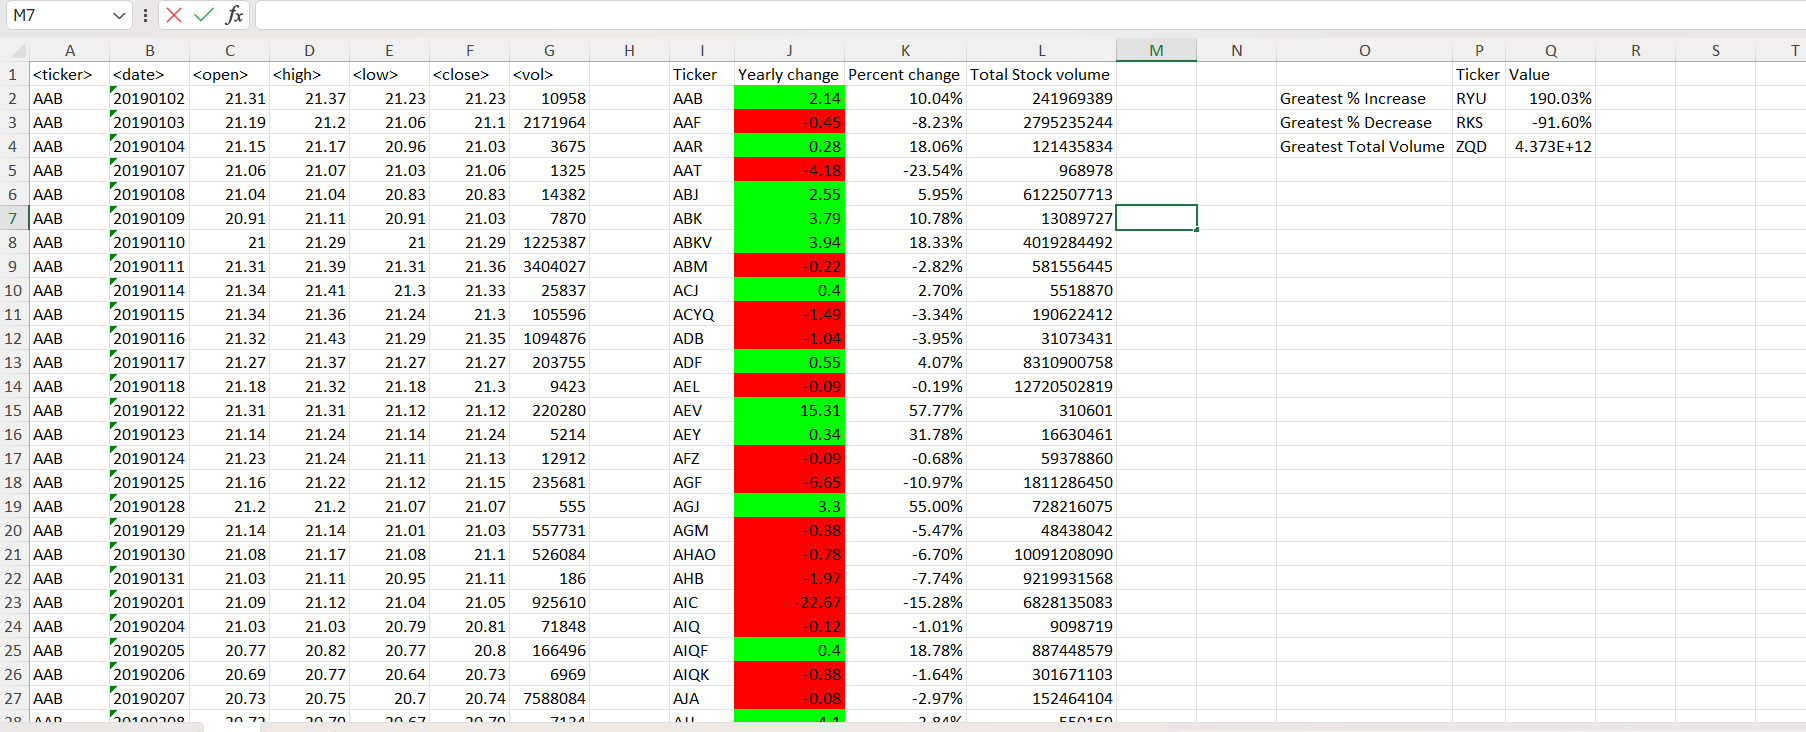 M7 fx
A B C D E F G H I J K L M N O P Q R S T
1 <ticker> <date> <open> <high> <low> <close> <vol> Ticker Yearly change Percent change Total Stock volume Ticker Value
2 AAB 20190102 21.31 21.37 21.23 21.23 10958 AAB 2.14 10.04% 241969389 Greatest % Increase RYU 190.03%
3 AAB 20190103 21.19 21.2 21.06 21.1 2171964 AAF -0.45 -8.23% 2795235244 Greatest % Decrease RKS -91.60%
4 AAB 20190104 21.15 21.17 20.96 21.03 3675 AAR 0.28 18.06% 121435834 Greatest Total Volume ZQD 4.373E+12
5 AAB 20190107 21.06 21.07 21.03 21.06 1325 AAT -4.18 -23.54% 968978
6 AAB 20190108 21.04 21.04 20.83 20.83 14382 ABJ 2.55 5.95% 6122507713
7 AAB 20190109 20.91 21.11 20.91 21.03 7870 ABK 3.79 10.78% 13089727
8 AAB 20190110 21 21.29 21 21.29 1225387 ABKV 3.94 18.33% 4019284492
9 AAB 20190111 21.31 21.39 21.31 21.36 3404027 ABM -0.22 -2.82% 581556445
10 AAB 20190114 21.34 21.41 21.3 21.33 25837 ACJ 0.4 2.70% 5518870
11 AAB 20190115 21.34 21.36 21.24 21.3 105596 ACYQ -1.49 -3.34% 190622412
12 AAB 20190116 21.32 21.43 21.29 21.35 1094876 ADB -1.04 -3.95% 31073431
13 AAB 20190117 21.27 21.37 21.27 21.27 203755 ADF 0.55 4.07% 8310900758
14 AAB 20190118 21.18 21.32 21.18 21.3 9423 AEL -0.09 -0.19% 12720502819
15 AAB 20190122 21.31 21.31 21.12 21.12 220280 AEV 15.31 57.77% 310601
16 AAB 20190123 21.14 21.24 21.14 21.24 5214 AEY 0.34 31.78% 16630461
17 AAB 20190124 21.23 21.24 21.11 21.13 12912 AFZ -0.09 -0.68% 59378860
18 AAB 20190125 21.16 21.22 21.12 21.15 235681 AGF -6.65 -10.97% 1811286450
19 AAB 20190128 21.2 21.2 21.07 21.07 555 AGJ 3.3 55.00% 728216075
20 AAB 20190129 21.14 21.14 21.01 21.03 557731 AGM -0.38 -5.47% 48438042
21 AAB 20190130 21.08 21.17 21.08 21.1 526084 AHAO -0.78 -6.70% 10091208090
22 AAB 20190131 21.03 21.11 20.95 21.11 186 AHB -1.97 -7.74% 9219931568
23 AAB 20190201 21.09 21.12 21.04 21.05 925610 AIC -22.67 -15.28% 6828135083
24 AAB 20190204 21.03 21.03 20.79 20.81 71848 AIQ -0.12 -1.01% 9098719
25 AAB 20190205 20.77 20.82 20.77 20.8 166496 AIQF 0.4 18.78% 887448579
26 AAB 20190206 20.69 20.77 20.64 20.73 6969 AIQK -0.38 -1.64% 301671103
27 AAB 20190207 20.73 20.75 20.7 20.74 7588084 AJA -0.08 -2.97% 152464104
28 AAB 20190208